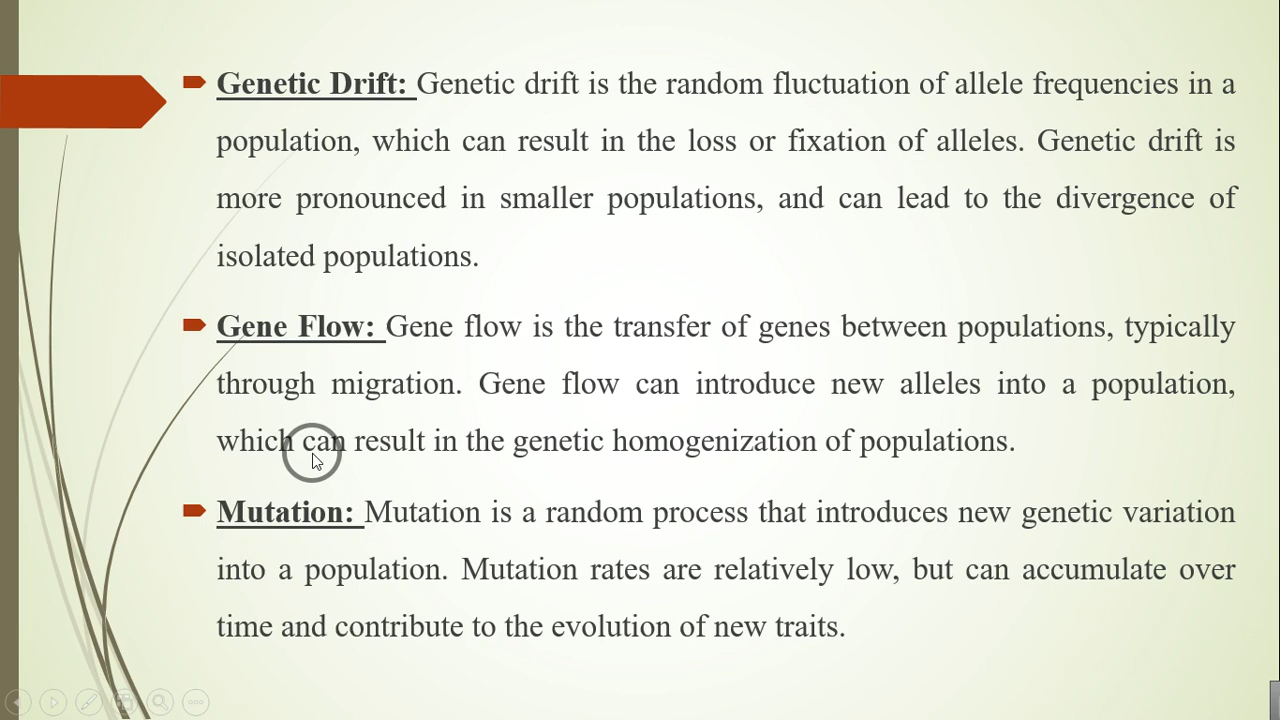 Genetic Drift: Genetic drift is the random fluctuation of allele frequencies in a
population, which can result in the loss or fixation of alleles. Genetic drift is
more pronounced in smaller populations, and can lead to the divergence of
isolated populations.
Gene Flow: Gene flow is the transfer of genes between populations, typically
through migration. Gene flow can introduce new alleles into a population,
which can result in the genetic homogenization of populations.
Mutation: Mutation is a random process that introduces new genetic variation
into a population. Mutation rates are relatively low, but can accumulate over
time and contribute to the evolution of new traits.